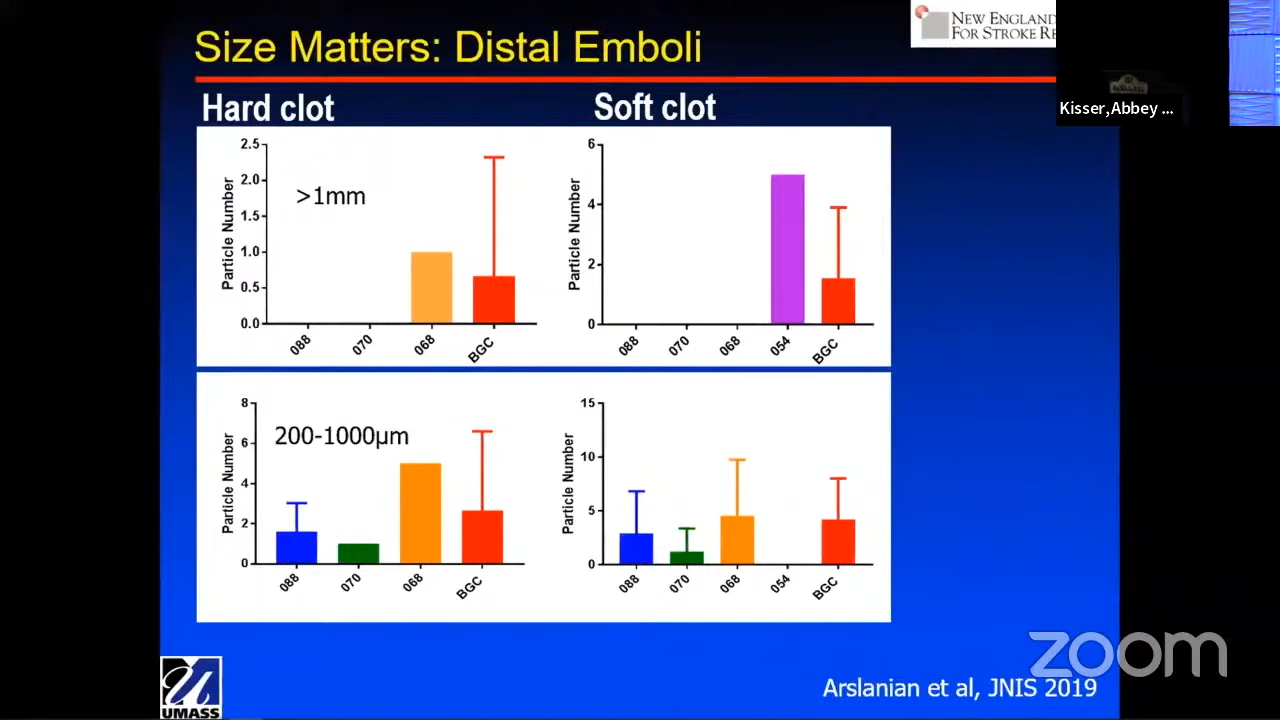 Size Matters: Distal Emboli
NEW ENGLAND
FOR STROKE RE
Kisser,Abbey ...
Hard clot
Soft clot
2.5
2.0
1.5
1.0
0.5
0.0
Particle Number
>1mm
088
070
068
BGC
6
4
2
0
Particle Number
088
070
068
054
BGC
8
6
4
2
0
Particle Number
200-1000µm
088
070
068
BGC
15
10
5
0
Particle Number
088
070
068
054
BGC
zoom
Arslanian et al, JNIS 2019
UMASS